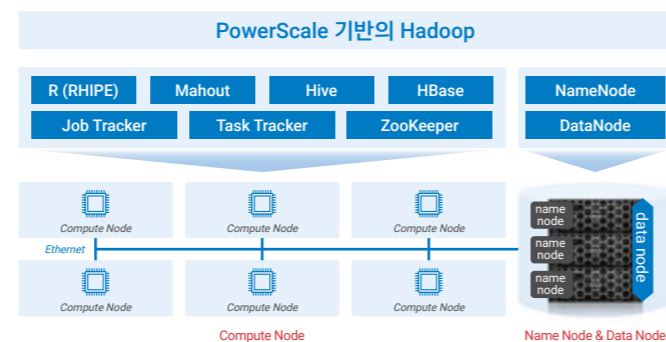 PowerScale 기반의 Hadoop
R (RHIPE) Mahout Hive HBase NameNode
Job Tracker Task Tracker ZooKeeper DataNode
Compute Node Compute Node Compute Node
Ethernet
name
node
name
node
name
node
data node
Compute Node Compute Node Compute Node
Compute Node Name Node & Data Node